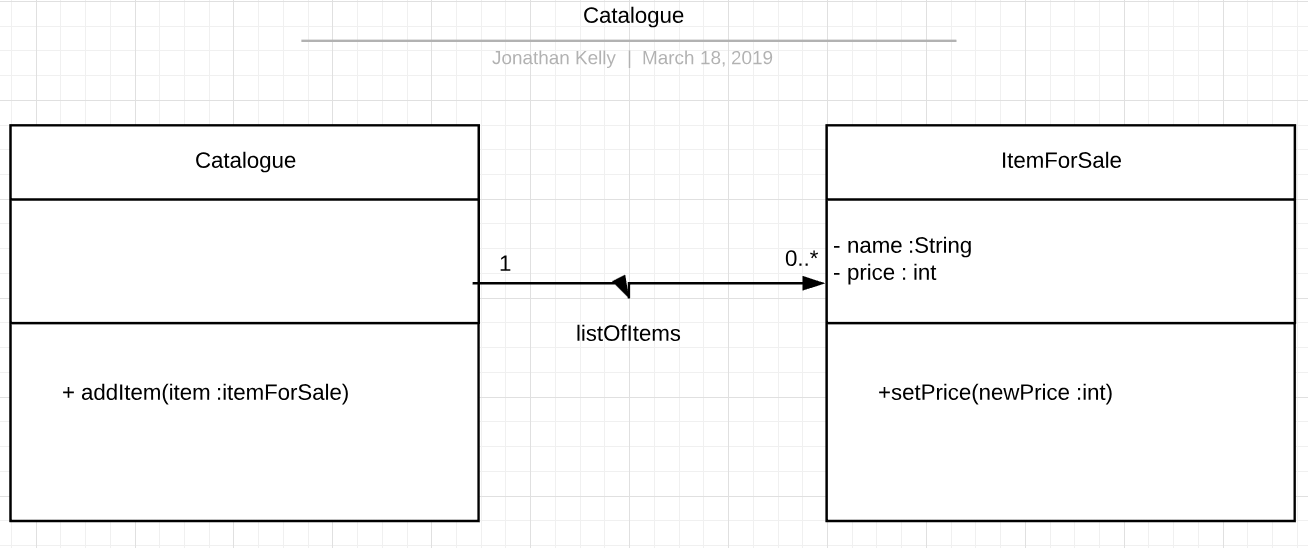 Catalogue
Jonathan Kelly | March 18, 2019
Catalogue
+ addItem(item :itemForSale)
1
0..*
listOfItems
ItemForSale
- name :String
- price : int
+setPrice(newPrice :int)